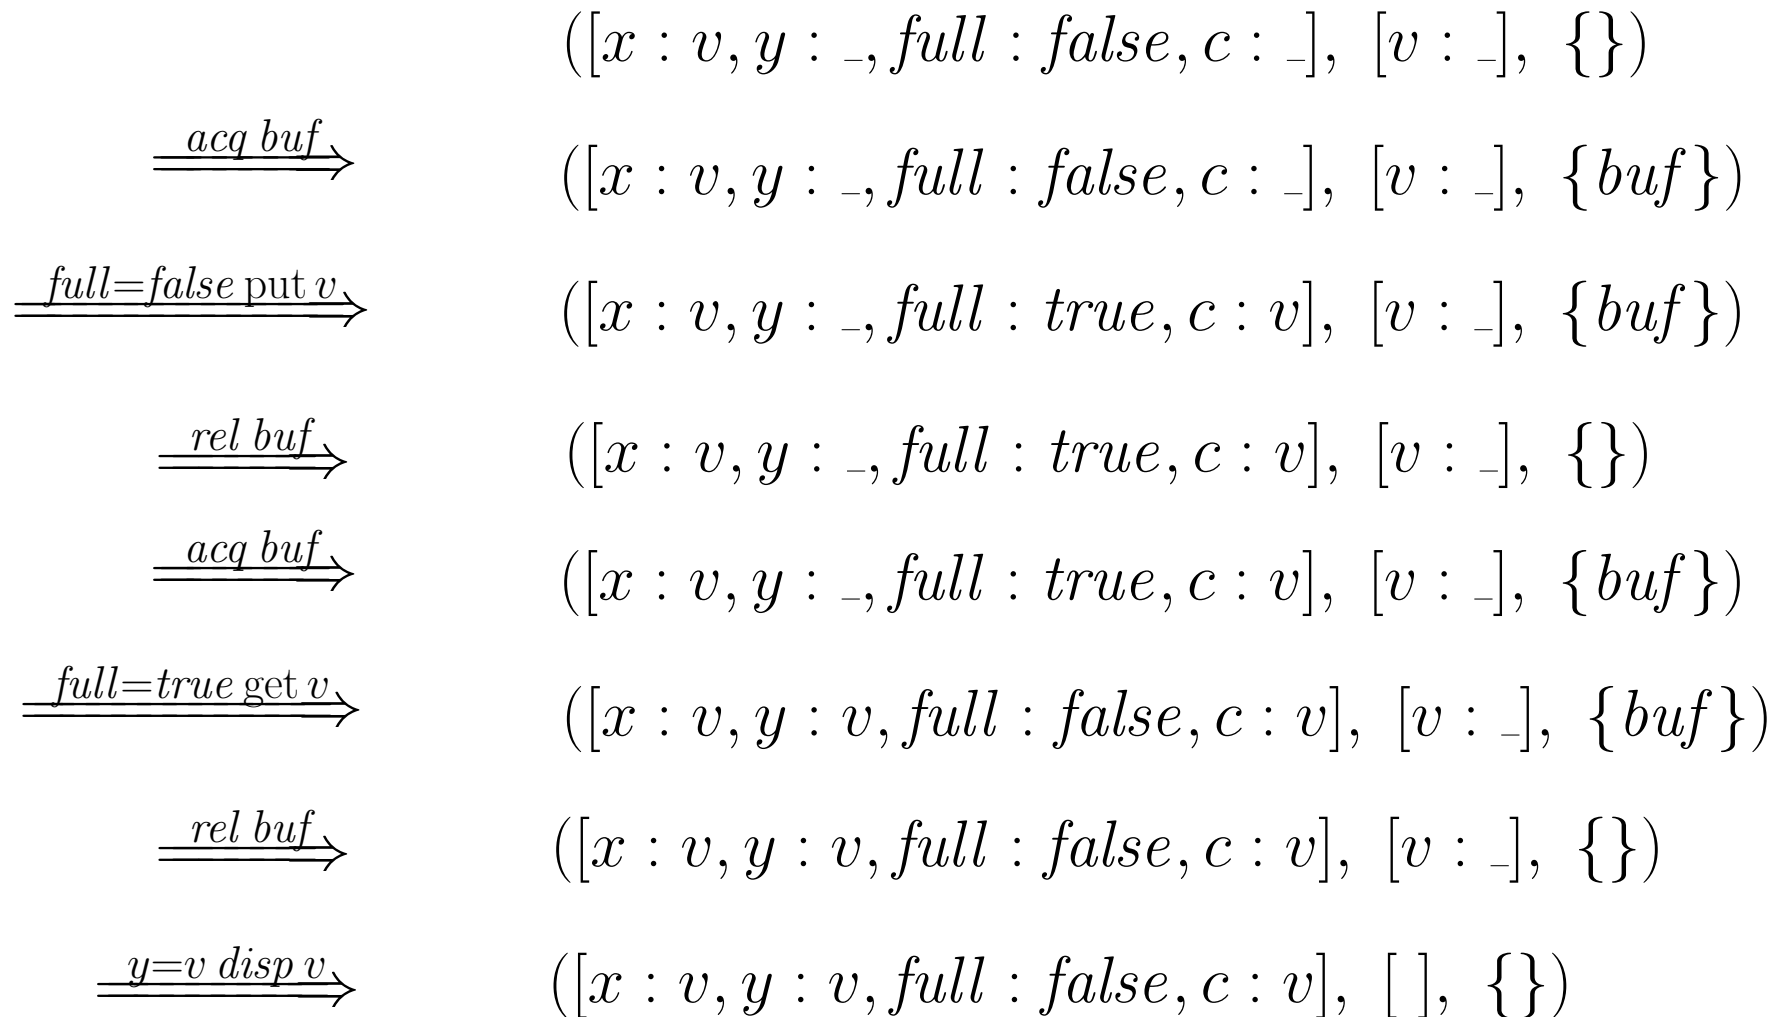 ([x : v, y : _, full : false, c : _], [v : _], {})
acq buf ⟹ ([x : v, y : _, full : false, c : _], [v : _], {buf})
full=false put v ⟹ ([x : v, y : _, full : true, c : v], [v : _], {buf})
rel buf ⟹ ([x : v, y : _, full : true, c : v], [v : _], {})
acq buf ⟹ ([x : v, y : _, full : true, c : v], [v : _], {buf})
full=true get v ⟹ ([x : v, y : v, full : false, c : v], [v : _], {buf})
rel buf ⟹ ([x : v, y : v, full : false, c : v], [v : _], {})
y=v disp v ⟹ ([x : v, y : v, full : false, c : v], [ ], {})